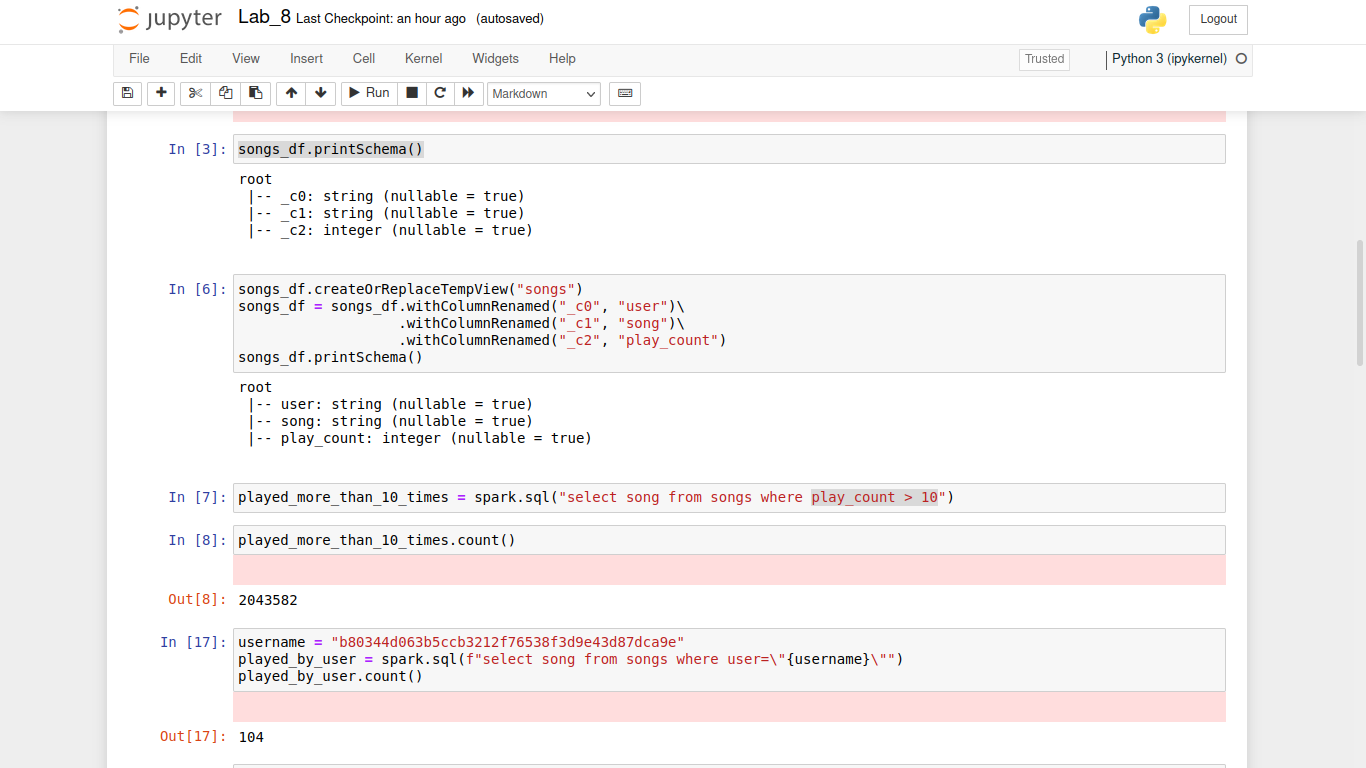 jupyter Lab_8 Last Checkpoint: an hour ago (autosaved)
Logout
File Edit View Insert Cell Kernel Widgets Help
Trusted
Python 3 (ipykernel)
Run
Markdown
In [3]: songs_df.printSchema()
root
 |-- _c0: string (nullable = true)
 |-- _c1: string (nullable = true)
 |-- _c2: integer (nullable = true)
In [6]: songs_df.createOrReplaceTempView("songs")
songs_df = songs_df.withColumnRenamed("_c0", "user")\
                   .withColumnRenamed("_c1", "song")\
                   .withColumnRenamed("_c2", "play_count")
songs_df.printSchema()
root
 |-- user: string (nullable = true)
 |-- song: string (nullable = true)
 |-- play_count: integer (nullable = true)
In [7]: played_more_than_10_times = spark.sql("select song from songs where play_count > 10")
In [8]: played_more_than_10_times.count()
Out[8]: 2043582
In [17]: username = "b80344d063b5ccb3212f76538f3d9e43d87dca9e"
played_by_user = spark.sql(f"select song from songs where user=\"{username}\"")
played_by_user.count()
Out[17]: 104